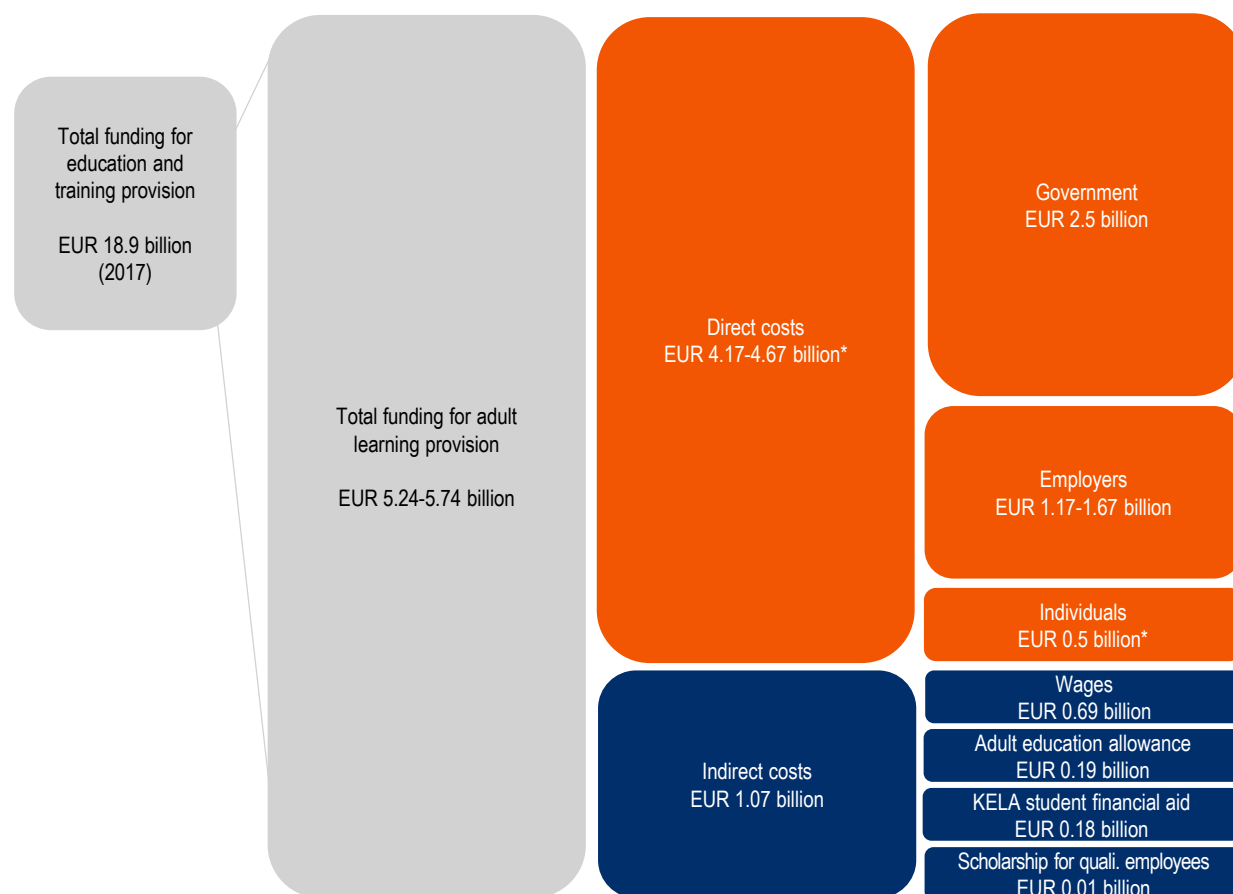 Total funding for
education and
training provision
EUR 18.9 billion
(2017)
Total funding for adult
learning provision
EUR 5.24-5.74 billion
Direct costs
EUR 4.17-4.67 billion*
Indirect costs
EUR 1.07 billion
Government
EUR 2.5 billion
Employers
EUR 1.17-1.67 billion
Individuals
EUR 0.5 billion*
Wages
EUR 0.69 billion
Adult education allowance
EUR 0.19 billion
KELA student financial aid
EUR 0.18 billion
Scholarship for quali. employees
EUR 0.01 billion